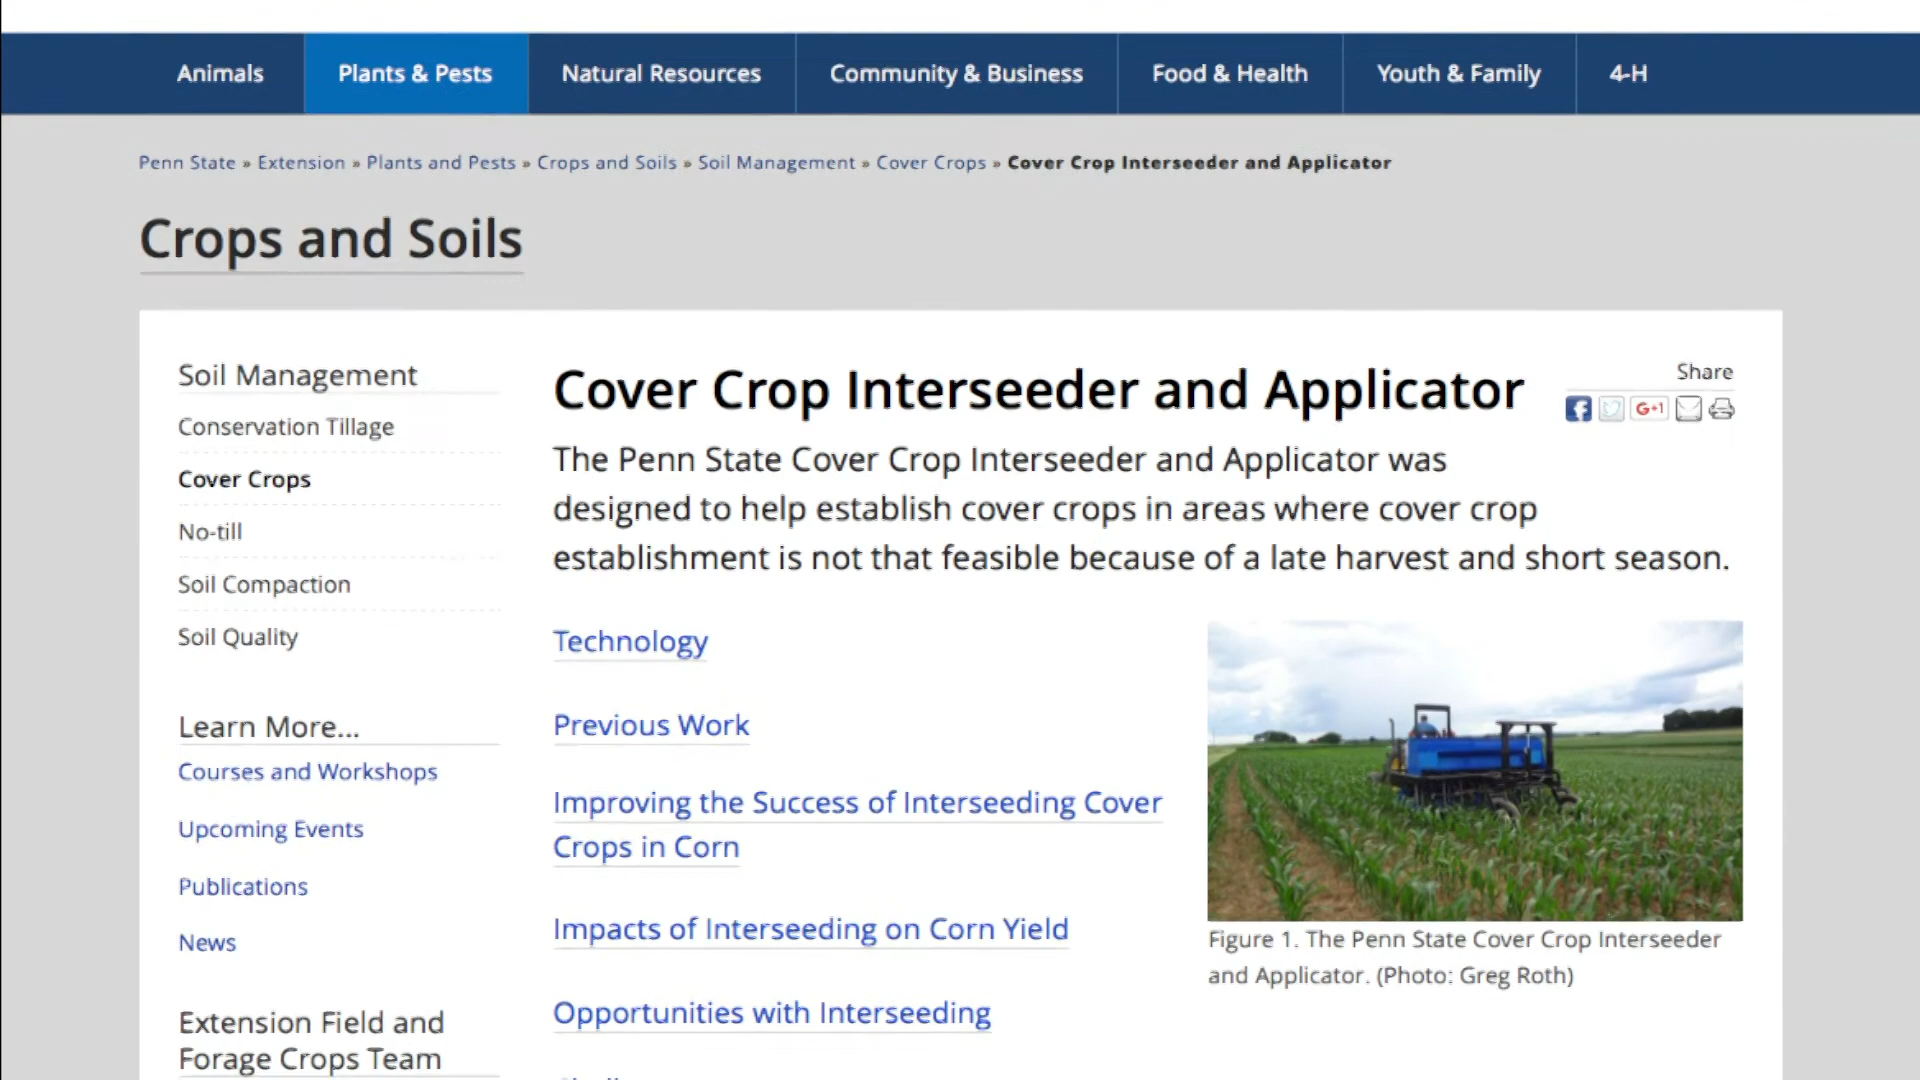 Animals
Plants & Pests
Natural Resources
Community & Business
Food & Health
Youth & Family
4-H
Penn State » Extension » Plants and Pests » Crops and Soils » Soil Management » Cover Crops » Cover Crop Interseeder and Applicator
Crops and Soils
Soil Management
Conservation Tillage
Cover Crops
No-till
Soil Compaction
Soil Quality
Learn More...
Courses and Workshops
Upcoming Events
Publications
News
Extension Field and
Forage Crops Team
Cover Crop Interseeder and Applicator
Share
G+1
The Penn State Cover Crop Interseeder and Applicator was
designed to help establish cover crops in areas where cover crop
establishment is not that feasible because of a late harvest and short season.
Technology
Previous Work
Improving the Success of Interseeding Cover
Crops in Corn
Impacts of Interseeding on Corn Yield
Opportunities with Interseeding
Figure 1. The Penn State Cover Crop Interseeder
and Applicator. (Photo: Greg Roth)